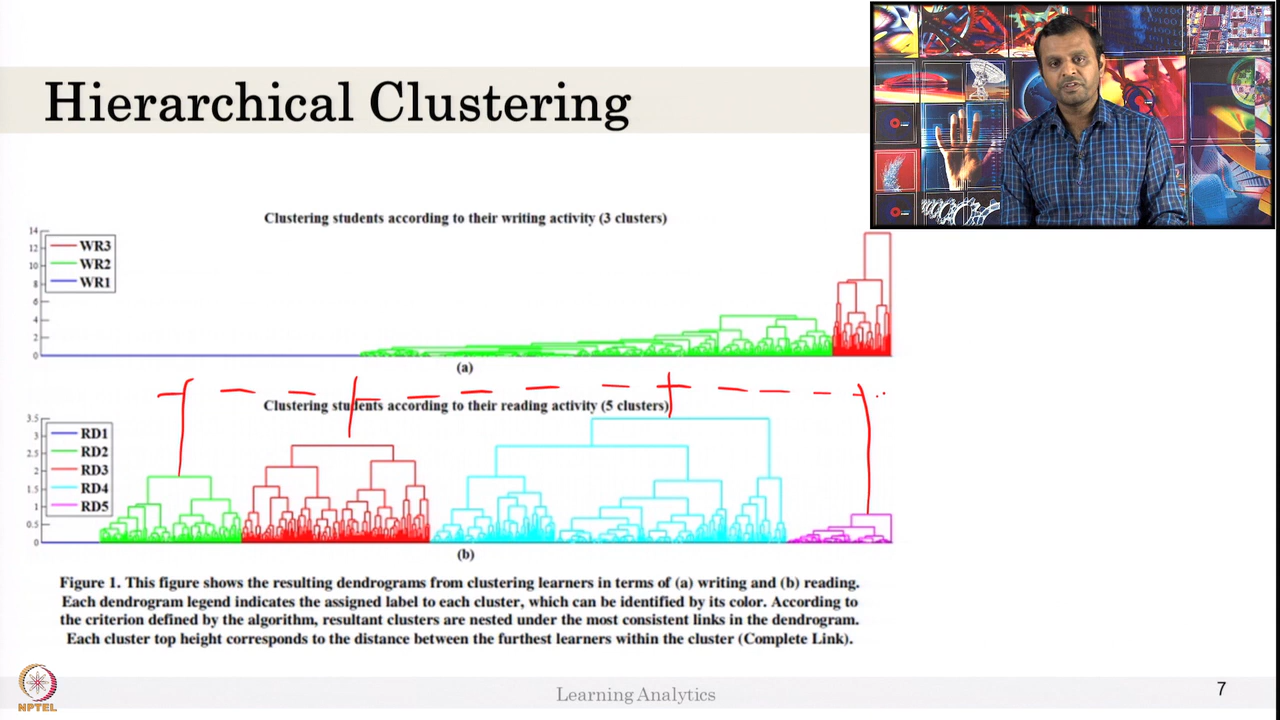 Hierarchical Clustering
Clustering students according to their writing activity (3 clusters)
14
12
10
8
6
4
2
0
WR3
WR2
WR1
(a)
Clustering students according to their reading activity (5 clusters)
3.5
3
2.5
2
1.5
1
0.5
0
RD1
RD2
RD3
RD4
RD5
(b)
Figure 1. This figure shows the resulting dendrograms from clustering learners in terms of (a) writing and (b) reading.
Each dendrogram legend indicates the assigned label to each cluster, which can be identified by its color. According to
the criterion defined by the algorithm, resultant clusters are nested under the most consistent links in the dendrogram.
Each cluster top height corresponds to the distance between the furthest learners within the cluster (Complete Link).
NPTEL
Learning Analytics
7